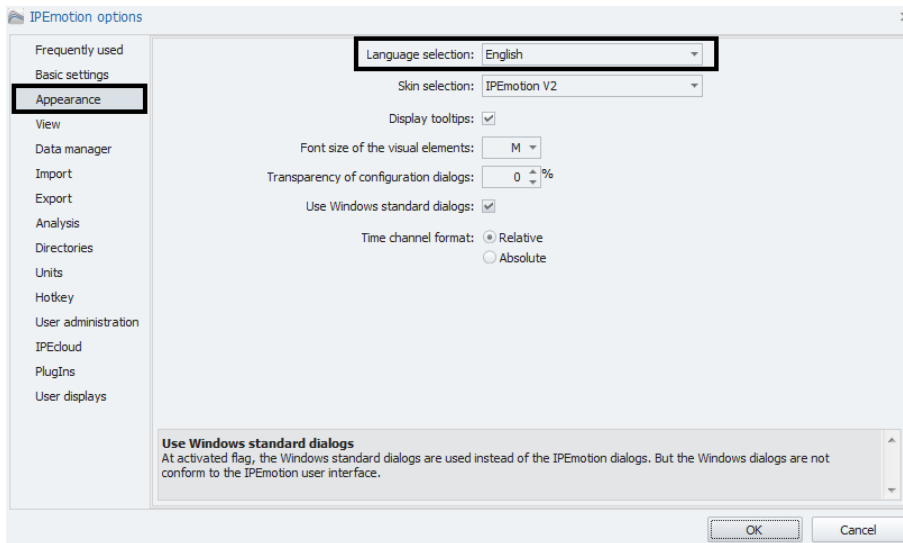 IPEmotion options
Frequently used
Basic settings
Appearance
View
Data manager
Import
Export
Analysis
Directories
Units
Hotkey
User administration
IPEcloud
PlugIns
User displays
Language selection: English
Skin selection: IPEmotion V2
Display tooltips:
Font size of the visual elements: M
Transparency of configuration dialogs: 0 %
Use Windows standard dialogs:
Time channel format: Relative
Absolute
Use Windows standard dialogs
At activated flag, the Windows standard dialogs are used instead of the IPEmotion dialogs. But the Windows dialogs are not
conform to the IPEmotion user interface.
OK Cancel